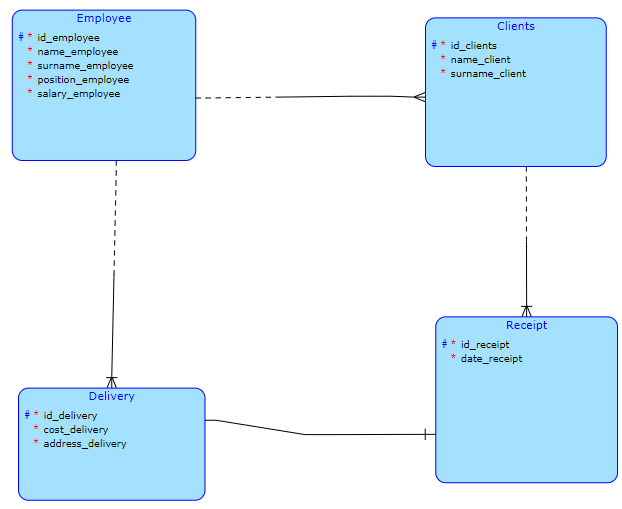 Employee
# * id_employee
* name_employee
* surname_employee
* position_employee
* salary_employee
Clients
# * id_clients
* name_client
* surname_client
Delivery
# * id_delivery
* cost_delivery
* address_delivery
Receipt
# * id_receipt
* date_receipt